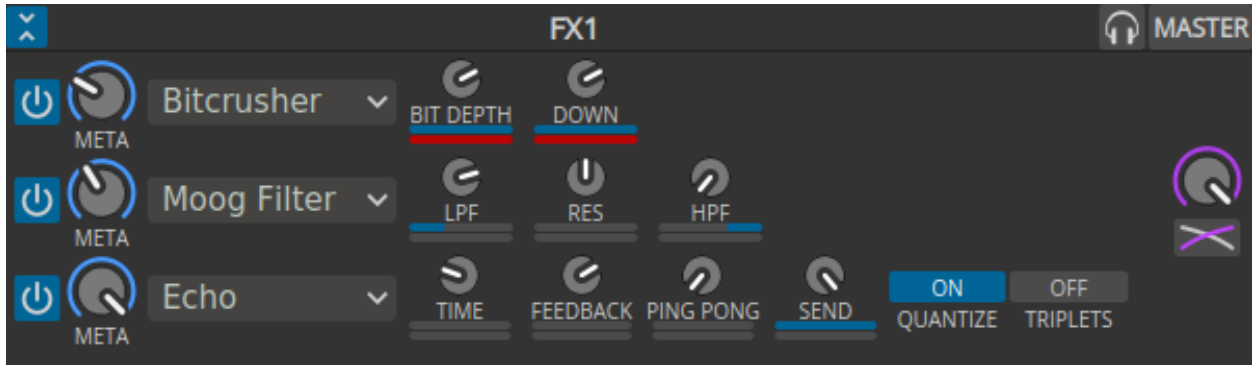 FX1 MASTER
Bitcrusher
META
BIT DEPTH DOWN
Moog Filter
META
LPF RES HPF
Echo
META
TIME FEEDBACK PING PONG SEND
ON OFF
QUANTIZE TRIPLETS